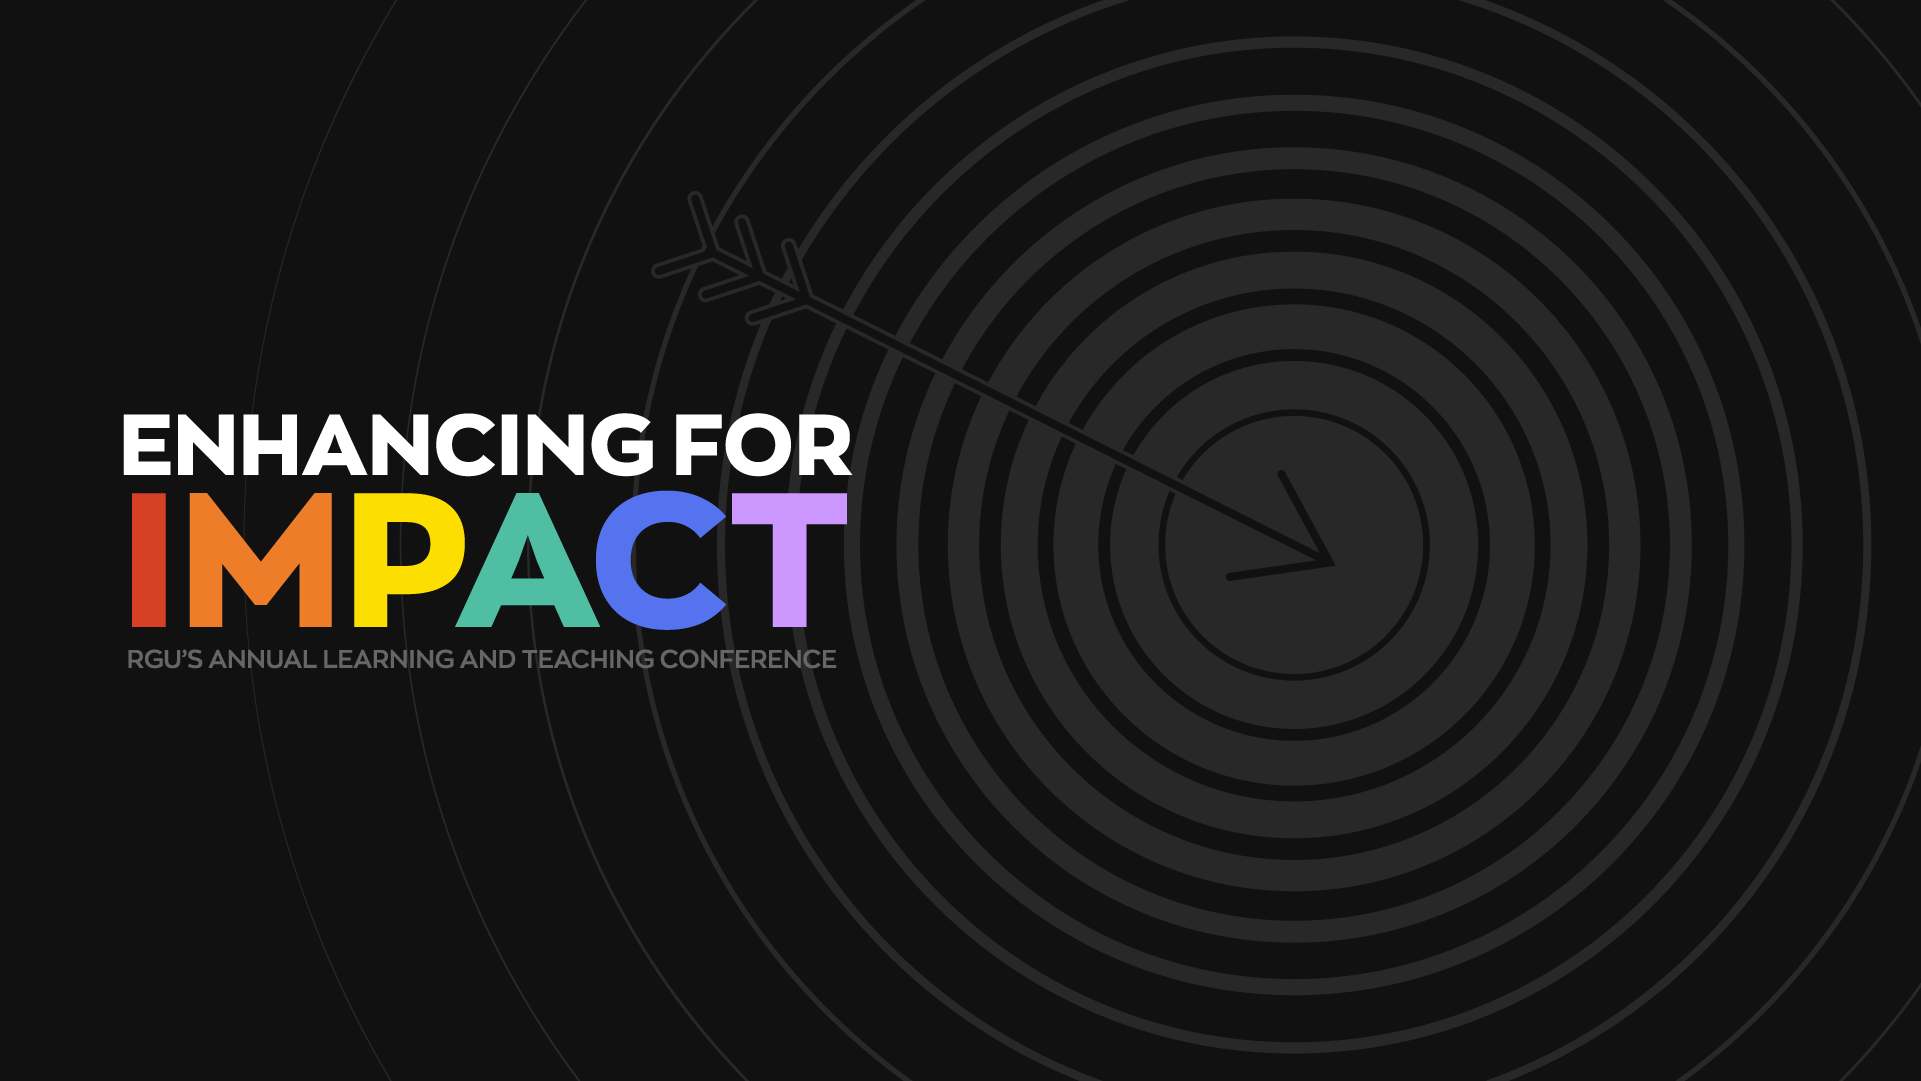 ENHANCING FOR
IMPACT
RGU’S ANNUAL LEARNING AND TEACHING CONFERENCE